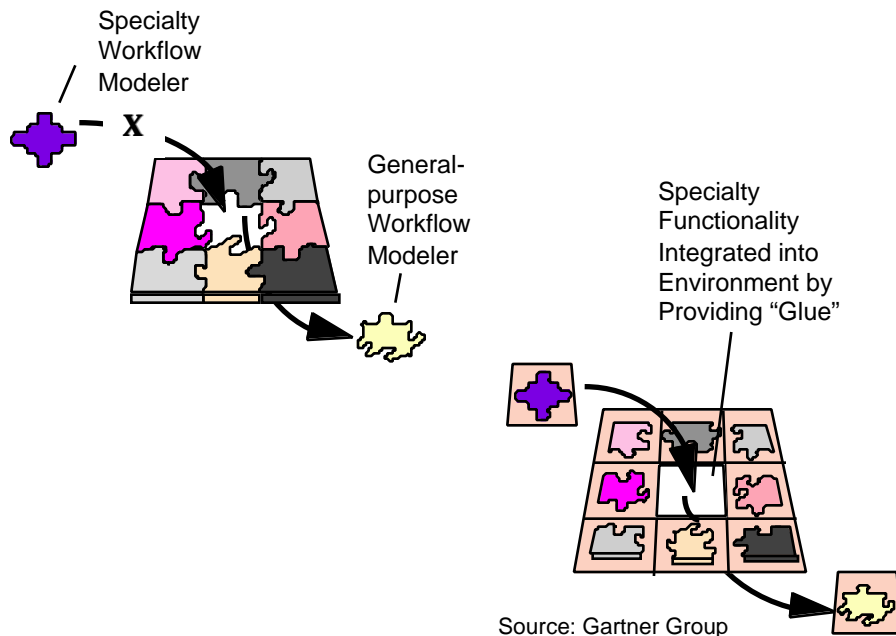 Specialty
Workflow
Modeler
X
General-
purpose
Workflow
Modeler
Specialty
Functionality
Integrated into
Environment by
Providing “Glue”
Source: Gartner Group